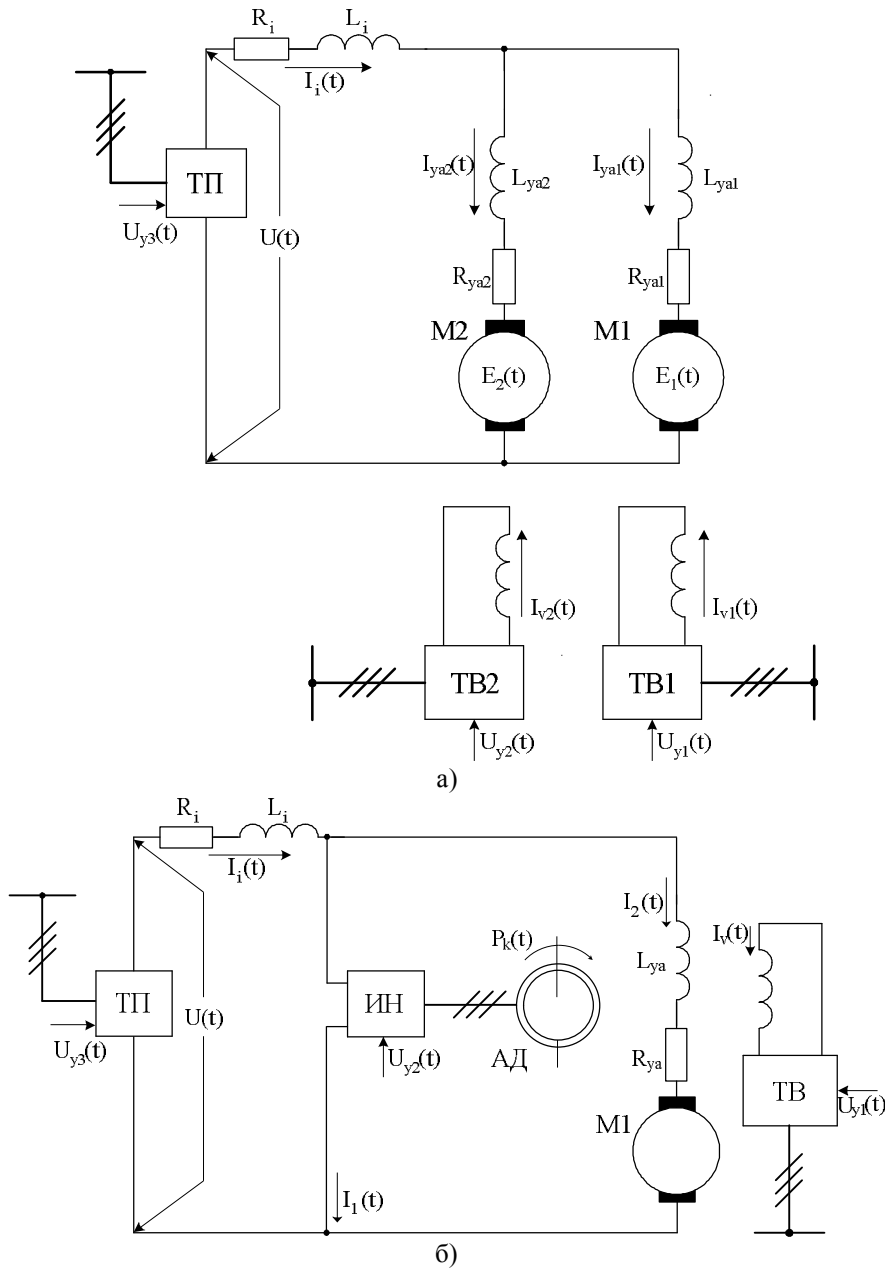 R_i L_i
I_i(t)
I_ya2(t) L_ya2 I_ya1(t) L_ya1
ТП
U_y3(t) U(t)
R_ya2 R_ya1
M2 M1
E_2(t) E_1(t)
I_v2(t) I_v1(t)
ТВ2 ТВ1
U_y2(t) U_y1(t)
а)
R_i L_i
I_i(t)
I_2(t) I_v(t)
P_k(t) L_ya
ТП U(t) ИН
U_y3(t) U_y2(t) АД R_ya ТВ
U_y1(t)
M1
I_1(t)
б)